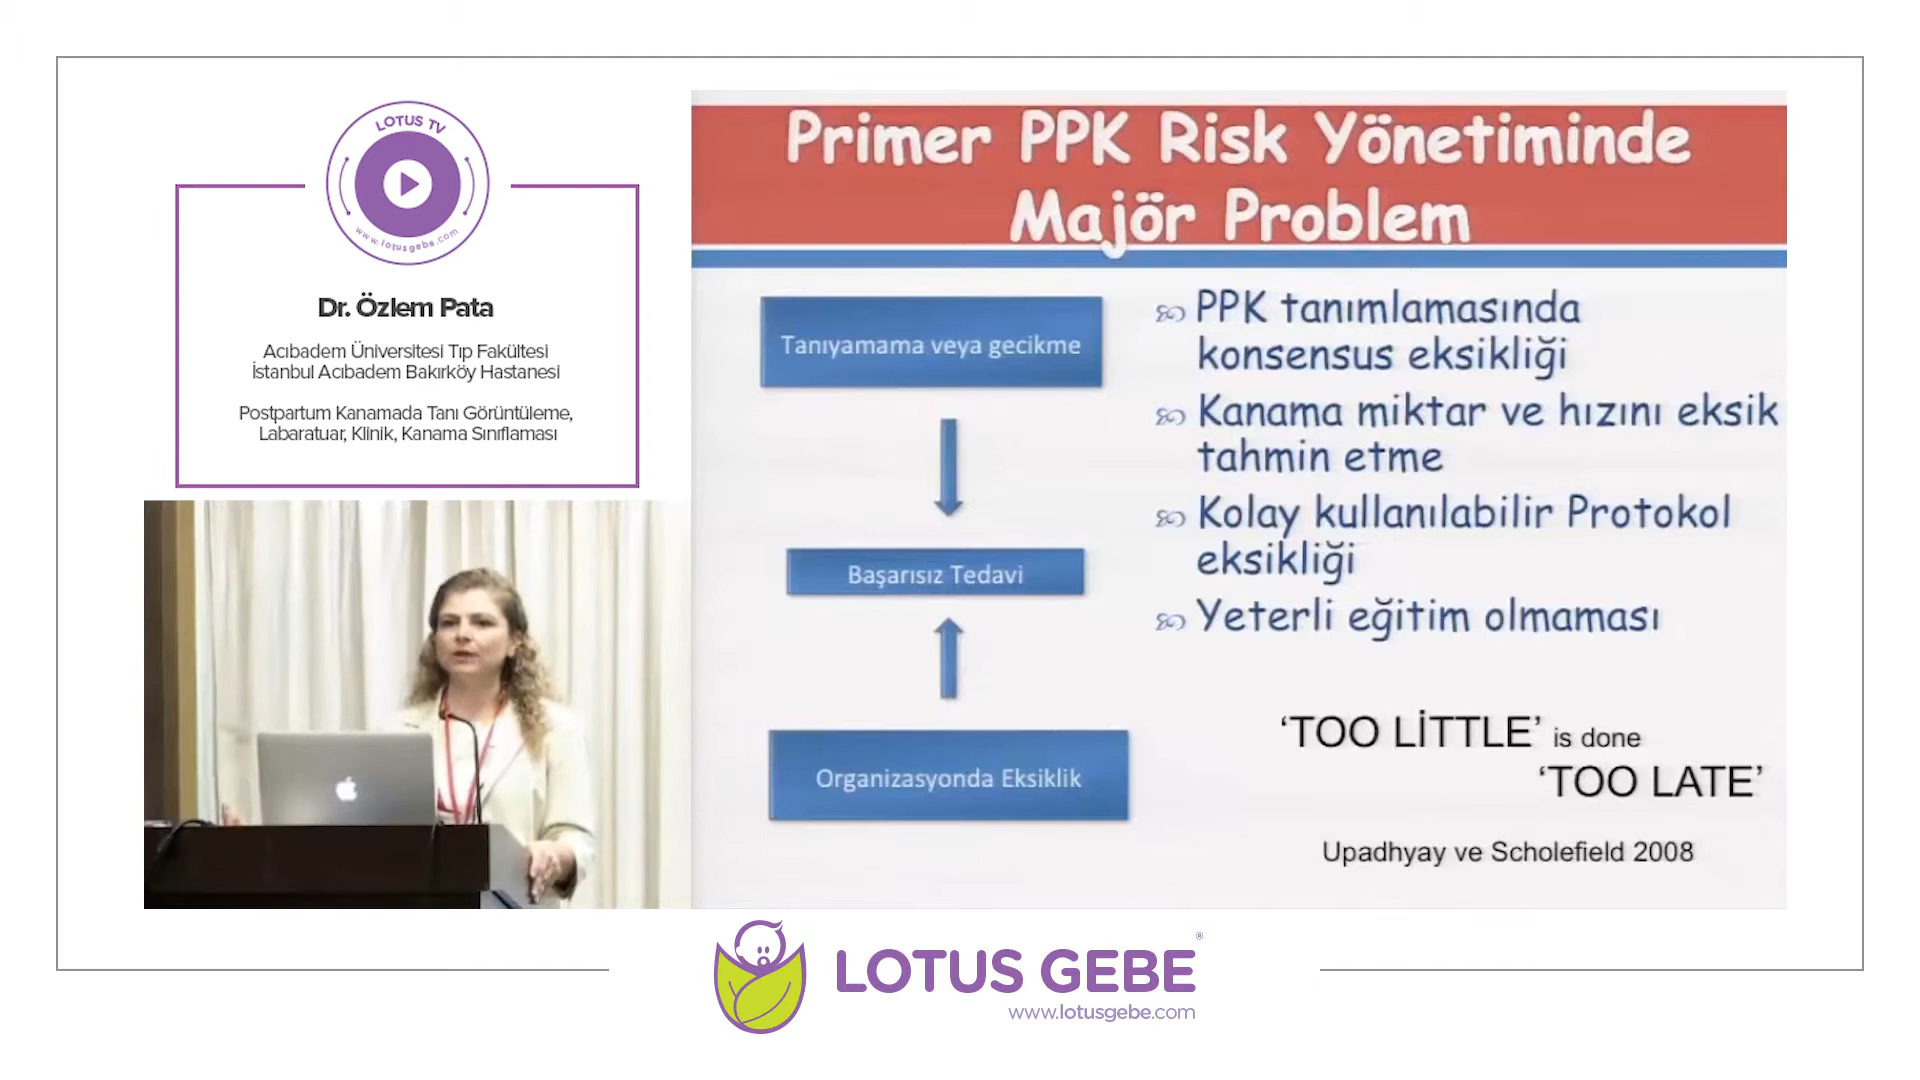 LOTUS TV
www.lotusgebe.com
Dr. Özlem Pata
Acıbadem Üniversitesi Tıp Fakültesi
İstanbul Acıbadem Bakırköy Hastanesi
Postpartum Kanamada Tanı Görüntüleme,
Labaratuar, Klinik, Kanama Sınıflaması
Primer PPK Risk Yönetiminde
Majör Problem
Tanıyamama veya gecikme
Başarısız Tedavi
Organizasyonda Eksiklik
PPK tanımlamasında
konsensus eksikliği
Kanama miktar ve hızını eksik
tahmin etme
Kolay kullanılabilir Protokol
eksikliği
Yeterli eğitim olmaması
‘TOO LİTTLE’ is done
‘TOO LATE’
Upadhyay ve Scholefield 2008
LOTUS GEBE®
www.lotusgebe.com